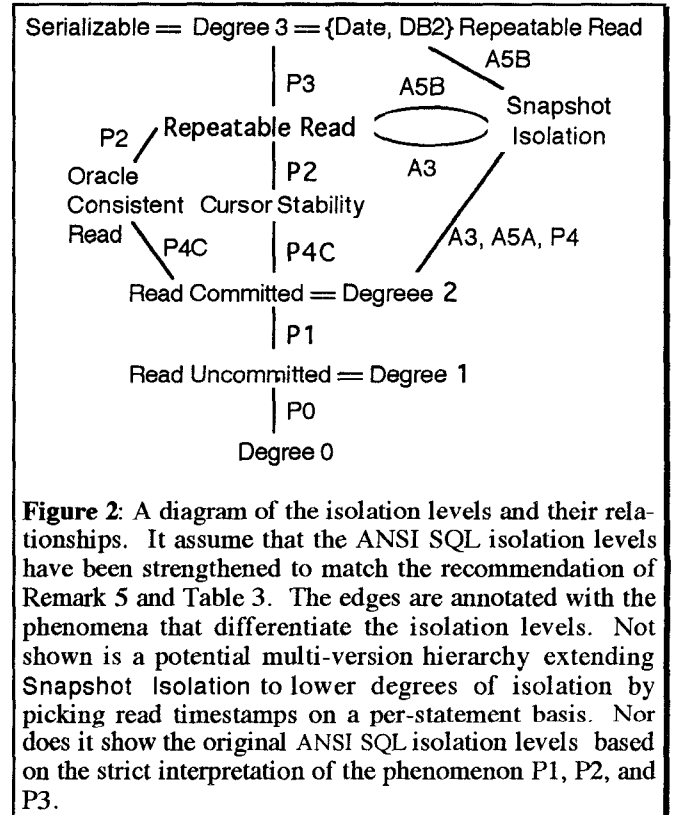 Serializable = Degree 3 = {Date, DB2} Repeatable Read
A5B
P3
A5B
Snapshot
Isolation
P2
Repeatable Read
A3
P2
Oracle
Consistent Cursor Stability
Read
P4C
P4C
A3, A5A, P4
Read Committed = Degreee 2
P1
Read Uncommitted = Degree 1
P0
Degree 0
Figure 2: A diagram of the isolation levels and their rela-
tionships. It assume that the ANSI SQL isolation levels
have been strengthened to match the recommendation of
Remark 5 and Table 3. The edges are annotated with the
phenomena that differentiate the isolation levels. Not
shown is a potential multi-version hierarchy extending
Snapshot Isolation to lower degrees of isolation by
picking read timestamps on a per-statement basis. Nor
does it show the original ANSI SQL isolation levels based
on the strict interpretation of the phenomenon P1, P2, and
P3.